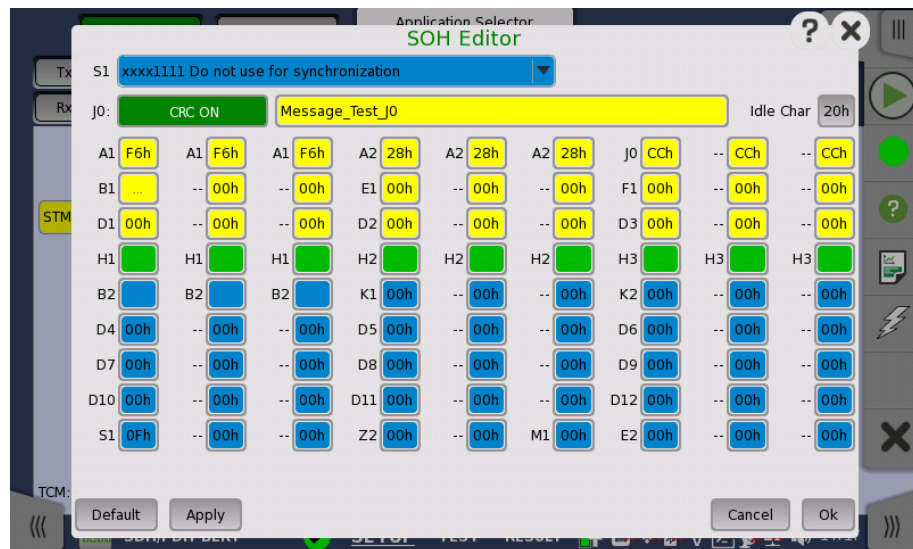 Application Selector
SOH Editor
? X
Tx
S1 xxxx1111 Do not use for synchronization
Rx
J0: CRC ON Message_Test_J0 Idle Char 20h
A1 F6h A1 F6h A1 F6h A2 28h A2 28h A2 28h J0 CCh -- CCh -- CCh
B1 ... -- 00h -- 00h E1 00h -- 00h -- 00h F1 00h -- 00h -- 00h
STM
D1 00h -- 00h -- 00h D2 00h -- 00h -- 00h D3 00h -- 00h -- 00h
H1 H1 H1 H2 H2 H2 H3 H3 H3
B2 B2 B2 K1 00h -- 00h -- 00h K2 00h -- 00h -- 00h
D4 00h -- 00h -- 00h D5 00h -- 00h -- 00h D6 00h -- 00h -- 00h
D7 00h -- 00h -- 00h D8 00h -- 00h -- 00h D9 00h -- 00h -- 00h
D10 00h -- 00h -- 00h D11 00h -- 00h -- 00h D12 00h -- 00h -- 00h
S1 0Fh -- 00h -- 00h Z2 00h -- 00h M1 00h E2 00h -- 00h -- 00h
TCM:
Default Apply Cancel Ok
SDH/PDH BERT SETUP TEST RESULT